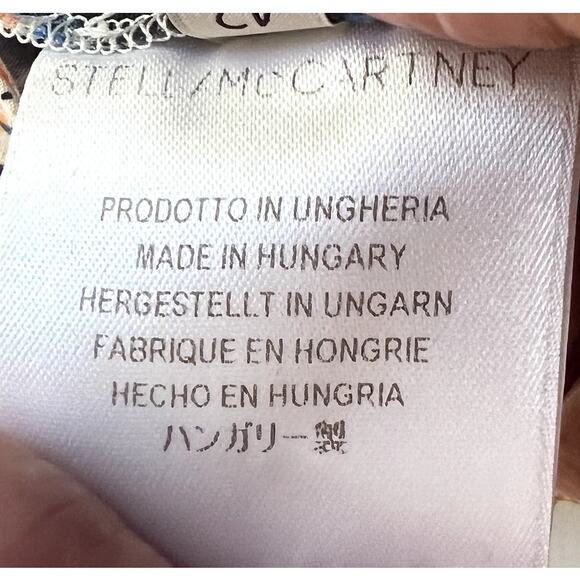 STELLA McCARTNEY
PRODOTTO IN UNGHERIA
MADE IN HUNGARY
HERGESTELLT IN UNGARN
FABRIQUE EN HONGRIE
HECHO EN HUNGRIA
ハンガリー製